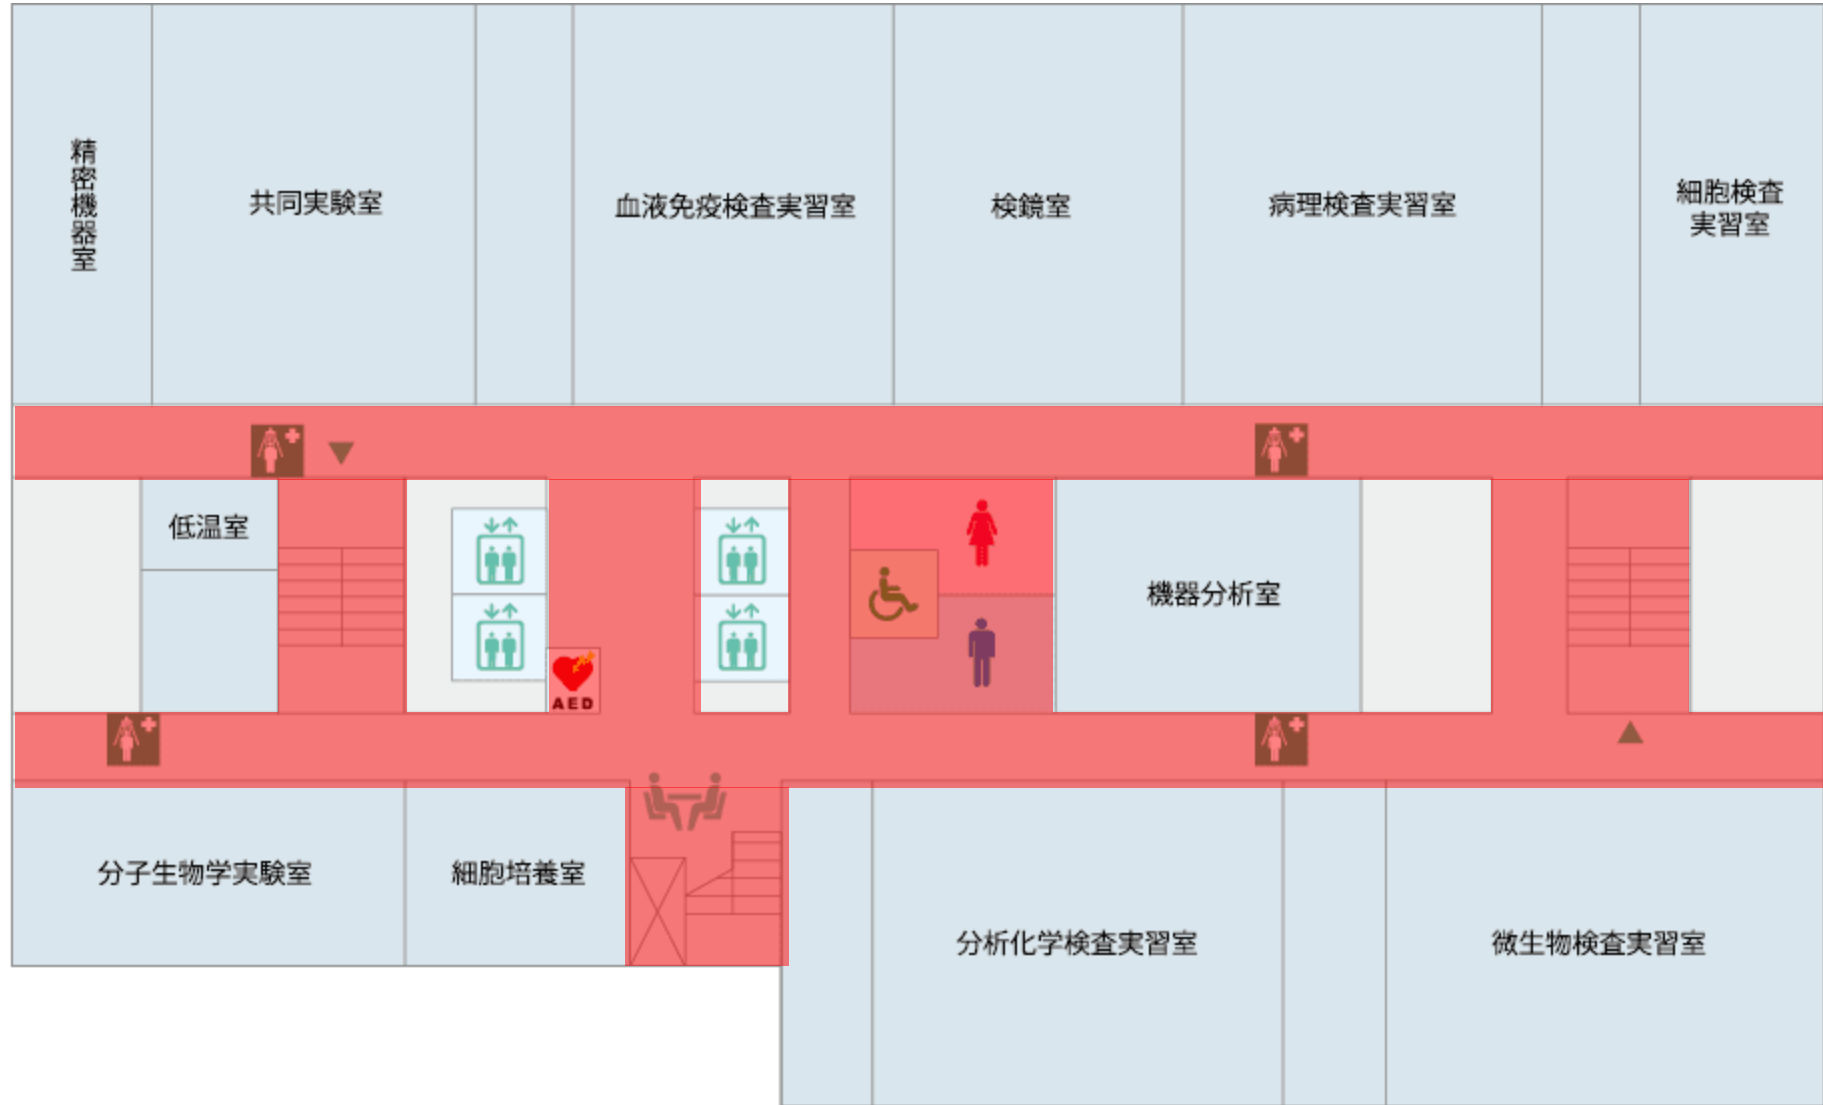 精密機器室
共同実験室
血液免疫検査実習室
検鏡室
病理検査実習室
細胞検査
実習室
低温室
機器分析室
AED
分子生物学実験室
細胞培養室
分析化学検査実習室
微生物検査実習室